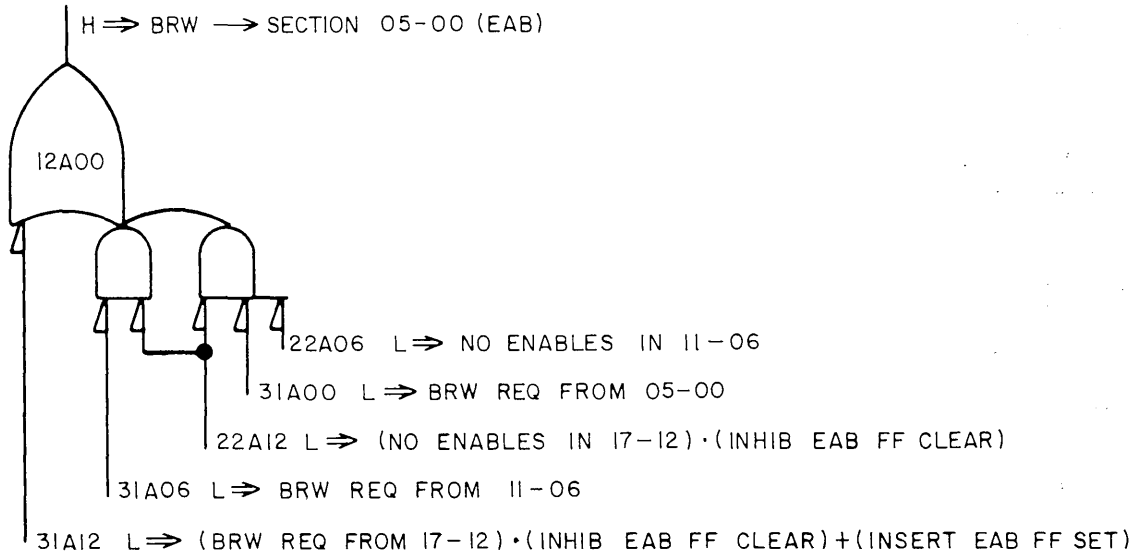 H ⇒ BRW → SECTION 05-00 (EAB)
12A00
22A06 L ⇒ NO ENABLES IN 11-06
31A00 L ⇒ BRW REQ FROM 05-00
22A12 L ⇒ (NO ENABLES IN 17-12)·(INHIB EAB FF CLEAR)
31A06 L ⇒ BRW REQ FROM 11-06
31A12 L ⇒ (BRW REQ FROM 17-12)·(INHIB EAB FF CLEAR)+(INSERT EAB FF SET)